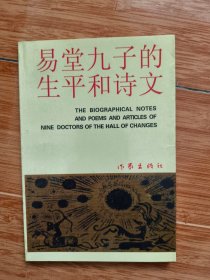 易堂九子的
生平和诗文
THE BIOGRAPHICAL NOTES
AND POEMS AND ARTICLES OF
NINE DOCTORS OF THE HALL OF CHANGES
作家出版社